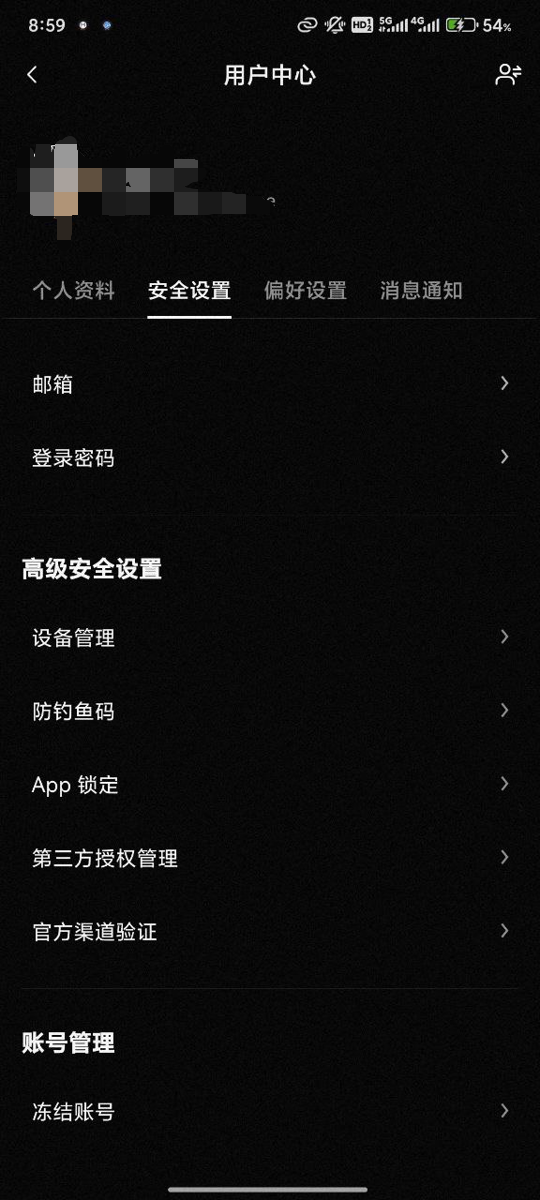 8:59 HD 5G 4G 54%
用户中心
个人资料 安全设置 偏好设置 消息通知
邮箱
登录密码
高级安全设置
设备管理
防钓鱼码
App 锁定
第三方授权管理
官方渠道验证
账号管理
冻结账号